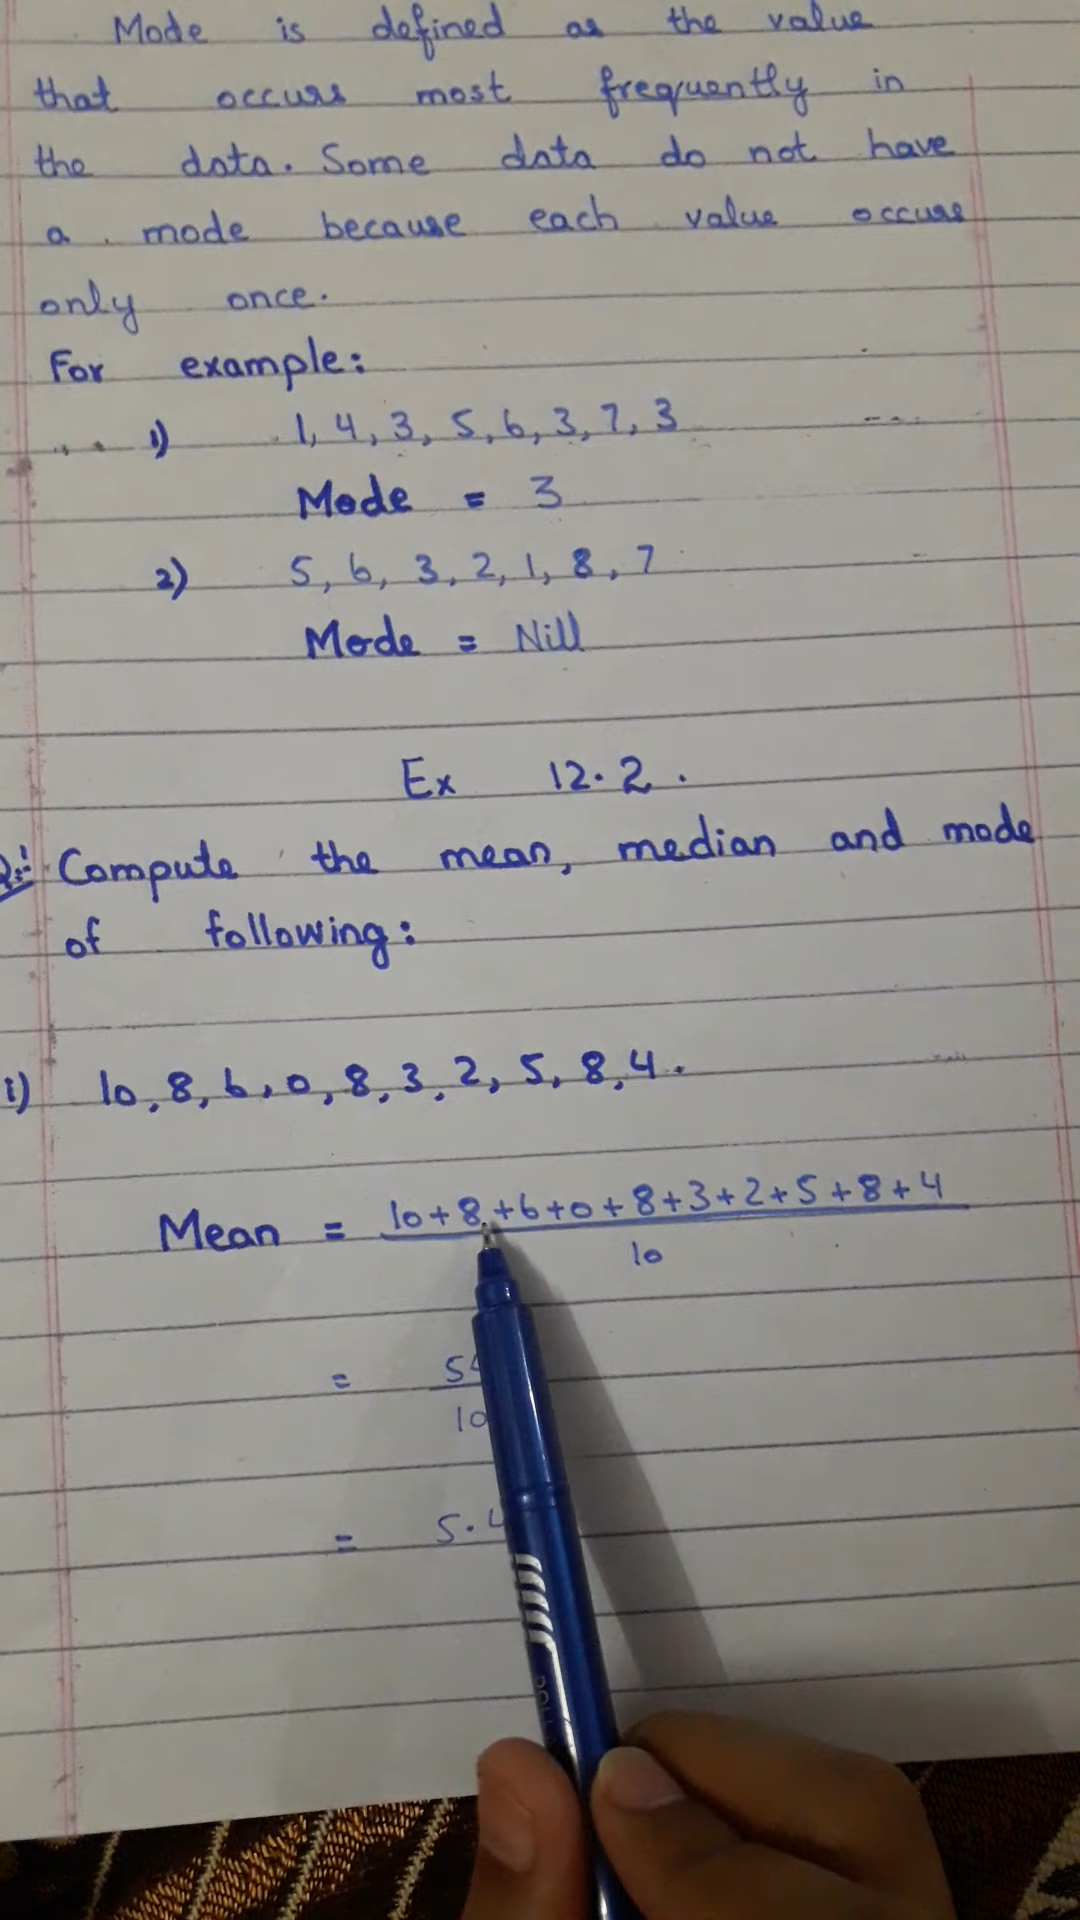 Mode is defined as the value
that occurs most frequently in
the data. Some data do not have
a mode because each value occurs
only once.
For example:
1) 1, 4, 3, 5, 6, 3, 7, 3
Mode = 3
2) 5, 6, 3, 2, 1, 8, 7
Mode = Nill
Ex 12.2.
Compute the mean, median and mode
of following:
i) 10, 8, 6, 0, 8, 3, 2, 5, 8, 4.
Mean = 10+8+6+0+8+3+2+5+8+4
10
= 54
10
= 5.4